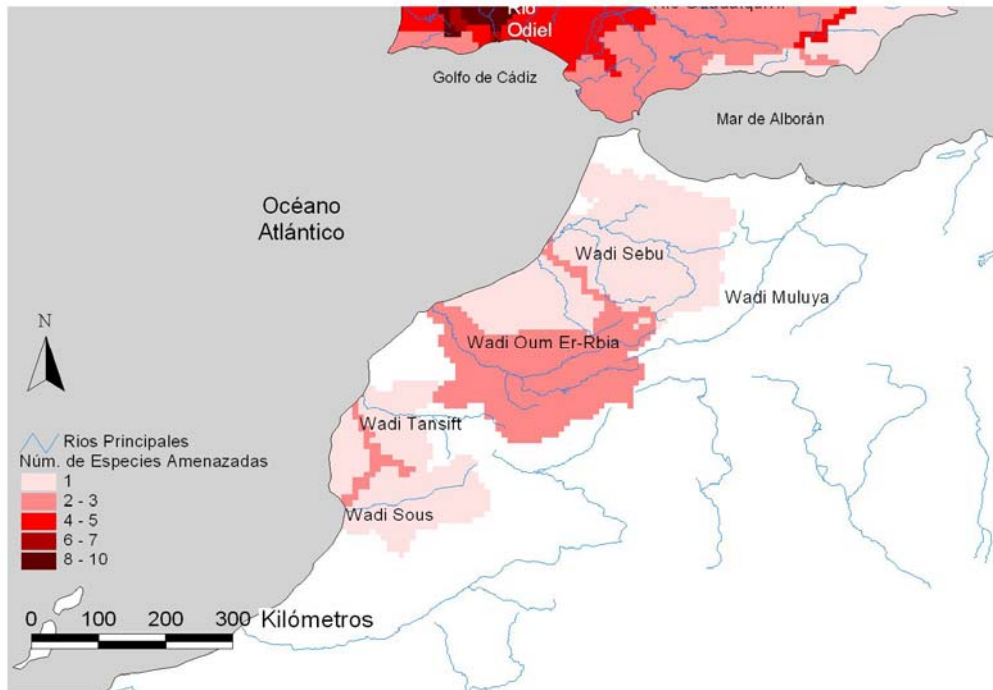 Río
Odiel
Río Guadalquivir
Golfo de Cádiz
Mar de Alborán
Océano
Atlántico
Wadi Sebu
Wadi Muluya
Wadi Oum Er-Rbia
Wadi Tansift
Wadi Sous
N
Rios Principales
Núm. de Especies Amenazadas
1
2 - 3
4 - 5
6 - 7
8 - 10
0 100 200 300 Kilómetros